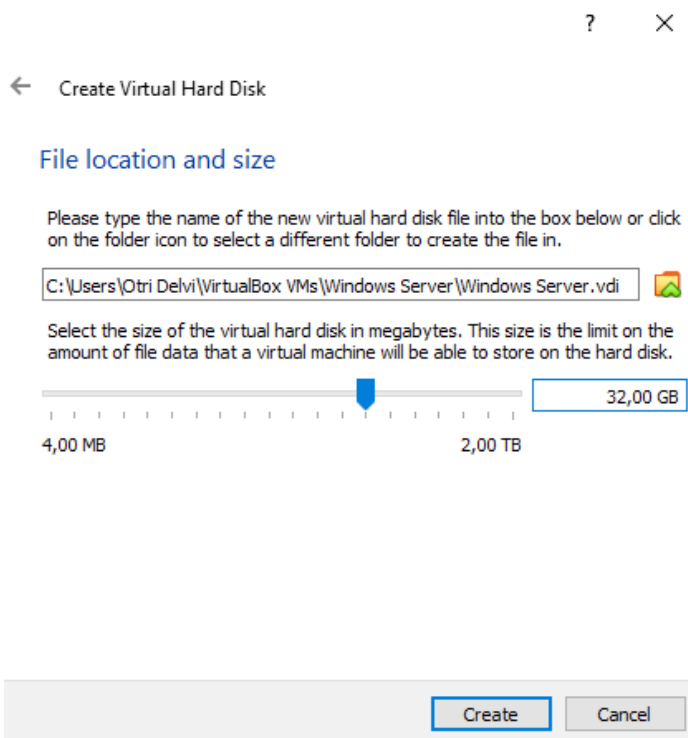 ?
Create Virtual Hard Disk
File location and size
Please type the name of the new virtual hard disk file into the box below or click
on the folder icon to select a different folder to create the file in.
C:\Users\Otri Delvi\VirtualBox VMs\Windows Server\Windows Server.vdi
Select the size of the virtual hard disk in megabytes. This size is the limit on the
amount of file data that a virtual machine will be able to store on the hard disk.
32,00 GB
4,00 MB
2,00 TB
Create
Cancel